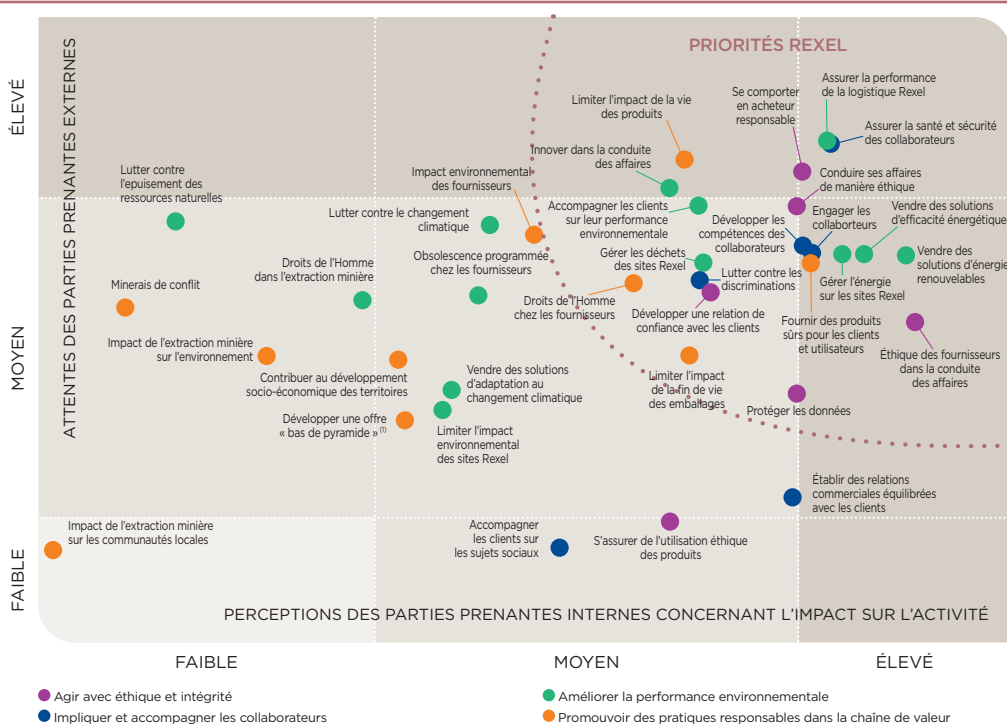 PRIORITÉS REXEL
ATTENTES DES PARTIES PRENANTES EXTERNES
ÉLEVÉ
MOYEN
FAIBLE
Assurer la performance
de la logistique Rexel
Se comporter
en acheteur
responsable
Limiter l'impact de la vie
des produits
Assurer la santé et sécurité
des collaborateurs
Innover dans la conduite
des affaires
Lutter contre
l'epuisement des
ressources naturelles
Impact environnemental
des fournisseurs
Conduire ses affaires
de manière éthique
Accompagner les clients
sur leur performance
environnementale
Lutter contre le changement
climatique
Développer les
compétences des
collaborateurs
Engager les
collaborteurs
Vendre des solutions
d'efficacité énergétique
Obsolescence programmée
chez les fournisseurs
Gérer les déchets
des sites Rexel
Vendre des
solutions d'énergie
renouvelables
Droits de l'Homme
dans l'extraction minière
Lutter contre les
discriminations
Gérer l'énergie
sur les sites Rexel
Minerais de conflit
Droits de l'Homme
chez les fournisseurs
Développer une relation de
confiance avec les clients
Fournir des produits
sûrs pour les clients
et utilisateurs
Impact de l'extraction minière
sur l'environnement
Éthique des fournisseurs
dans la conduite
des affaires
Contribuer au développement
socio-économique des territoires
Vendre des solutions
d'adaptation au
changement climatique
Limiter l'impact
de la fin de vie
des emballages
Protéger les données
Développer une offre
« bas de pyramide » (1)
Limiter l'impact
environnemental
des sites Rexel
Établir des relations
commerciales équilibrées
avec les clients
Impact de l'extraction minière
sur les communautés locales
Accompagner
les clients sur
les sujets sociaux
S'assurer de l'utilisation éthique
des produits
PERCEPTIONS DES PARTIES PRENANTES INTERNES CONCERNANT L'IMPACT SUR L'ACTIVITÉ
FAIBLE
MOYEN
ÉLEVÉ
Agir avec éthique et intégrité
Améliorer la performance environnementale
Impliquer et accompagner les collaborateurs
Promouvoir des pratiques responsables dans la chaîne de valeur